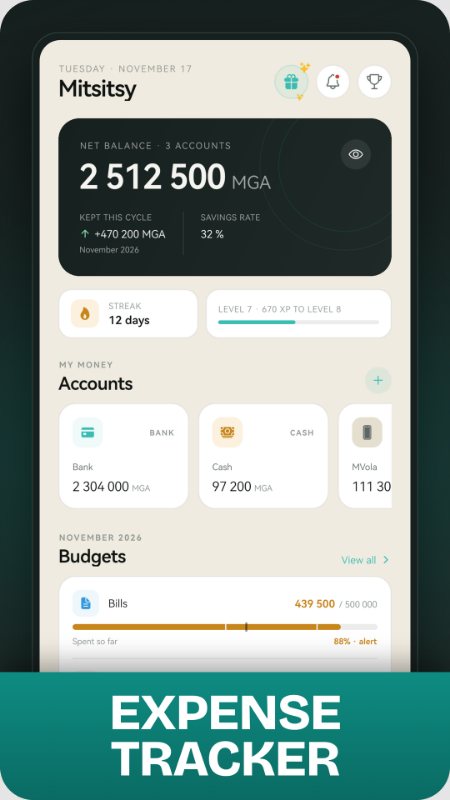 TUESDAY · NOVEMBER 17
Mitsitsy
NET BALANCE · 3 ACCOUNTS
2 512 500 MGA
KEPT THIS CYCLE
+470 200 MGA
November 2026
SAVINGS RATE
32 %
STREAK
12 days
LEVEL 7 · 670 XP TO LEVEL 8
MY MONEY
Accounts
BANK
Bank
2 304 000 MGA
CASH
Cash
97 200 MGA
MVola
111 30
NOVEMBER 2026
Budgets
View all
Bills
439 500 / 500 000
Spent so far
88% · alert
EXPENSE
TRACKER